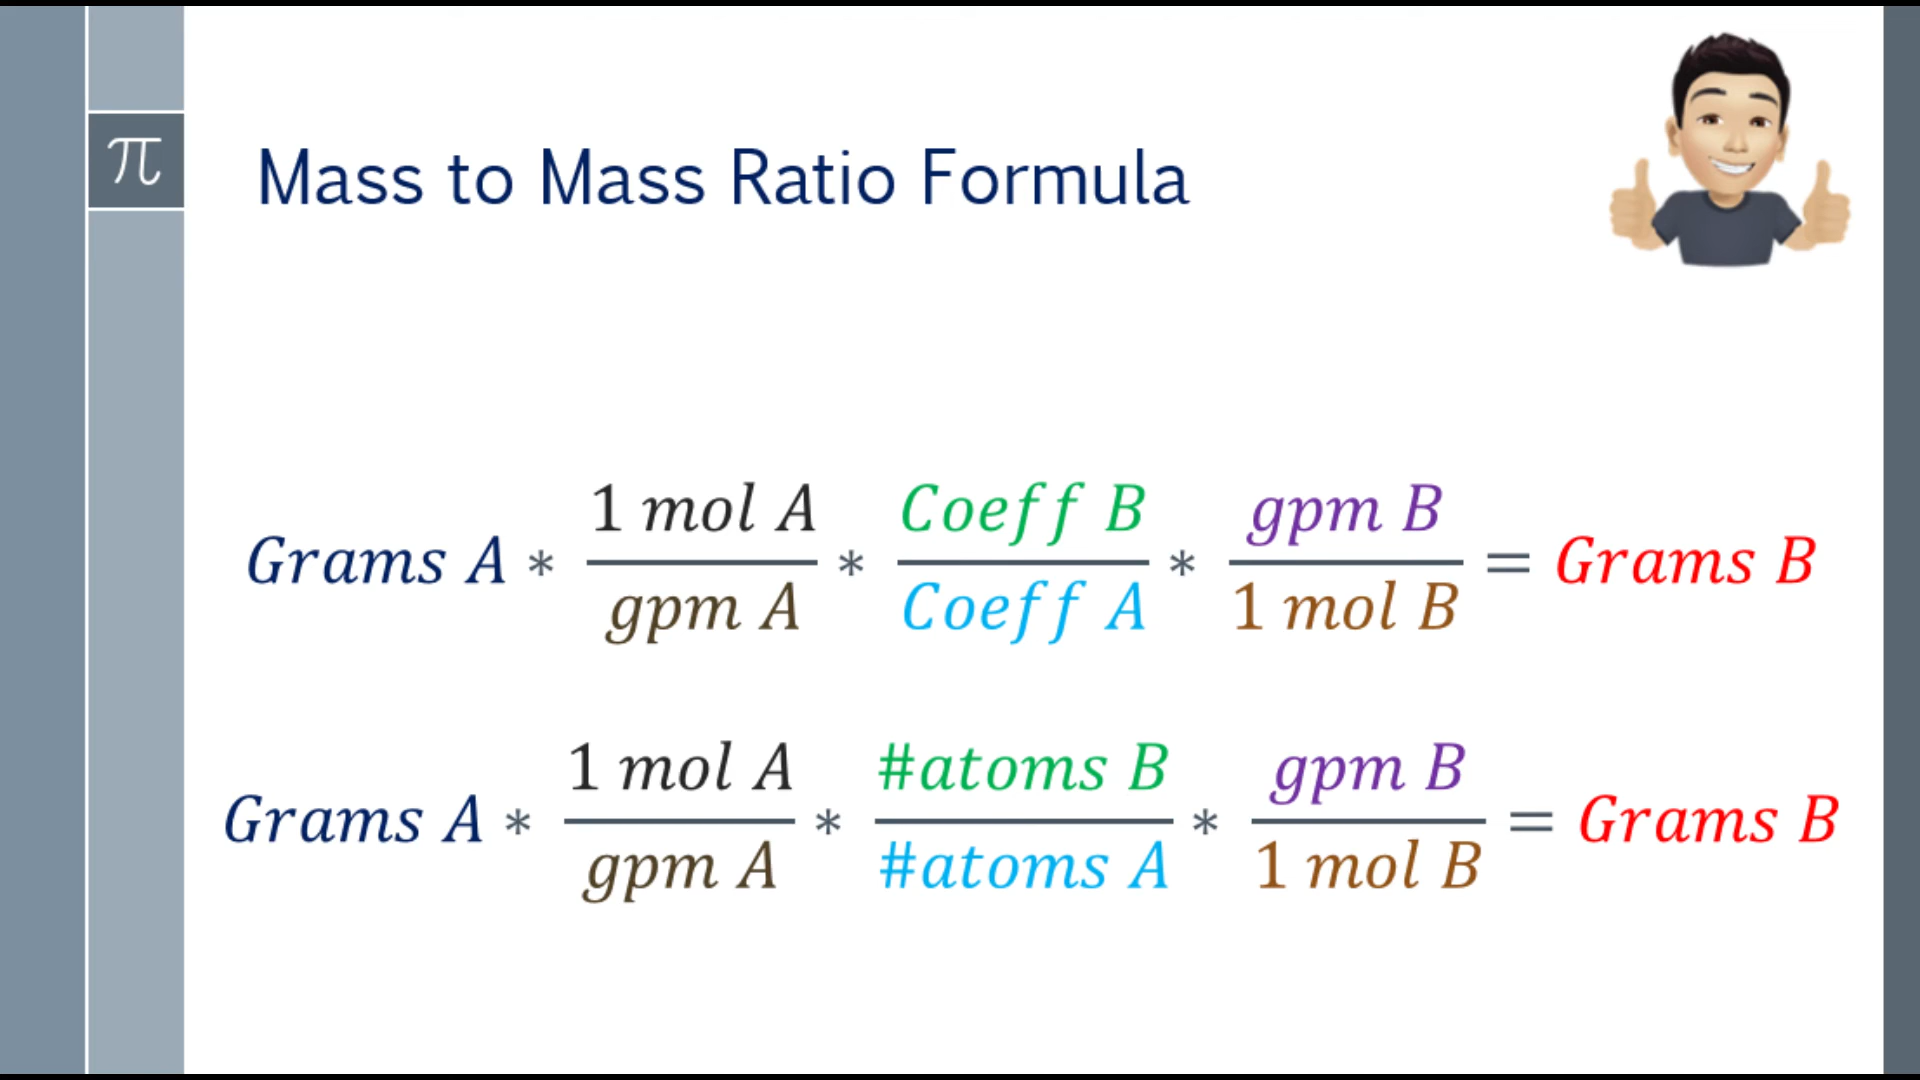 π
Mass to Mass Ratio Formula
Grams A * 1 mol A / gpm A * Coeff B / Coeff A * gpm B / 1 mol B = Grams B
Grams A * 1 mol A / gpm A * #atoms B / #atoms A * gpm B / 1 mol B = Grams B